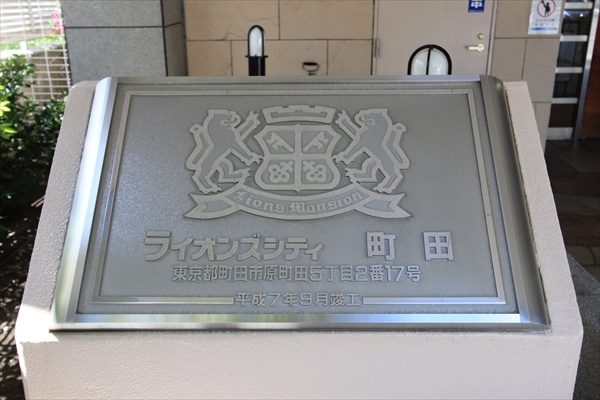 Lions Mansion
ライオンズシティ 町田
東京都町田市原町田5丁目2番17号
平成7年9月竣工